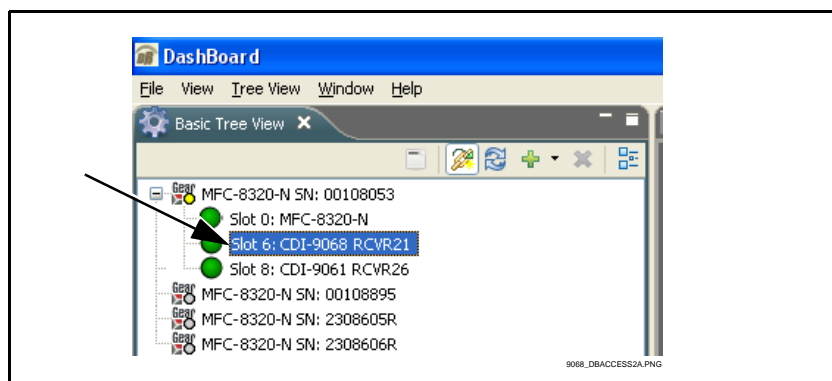 DashBoard
File View Tree View Window Help
Basic Tree View
Gear MFC-8320-N SN: 00108053
Slot 0: MFC-8320-N
Slot 6: CDI-9068 RCVR21
Slot 8: CDI-9061 RCVR26
Gear MFC-8320-N SN: 00108895
Gear MFC-8320-N SN: 2308605R
Gear MFC-8320-N SN: 2308606R
9068_DBACCESS2A.PNG